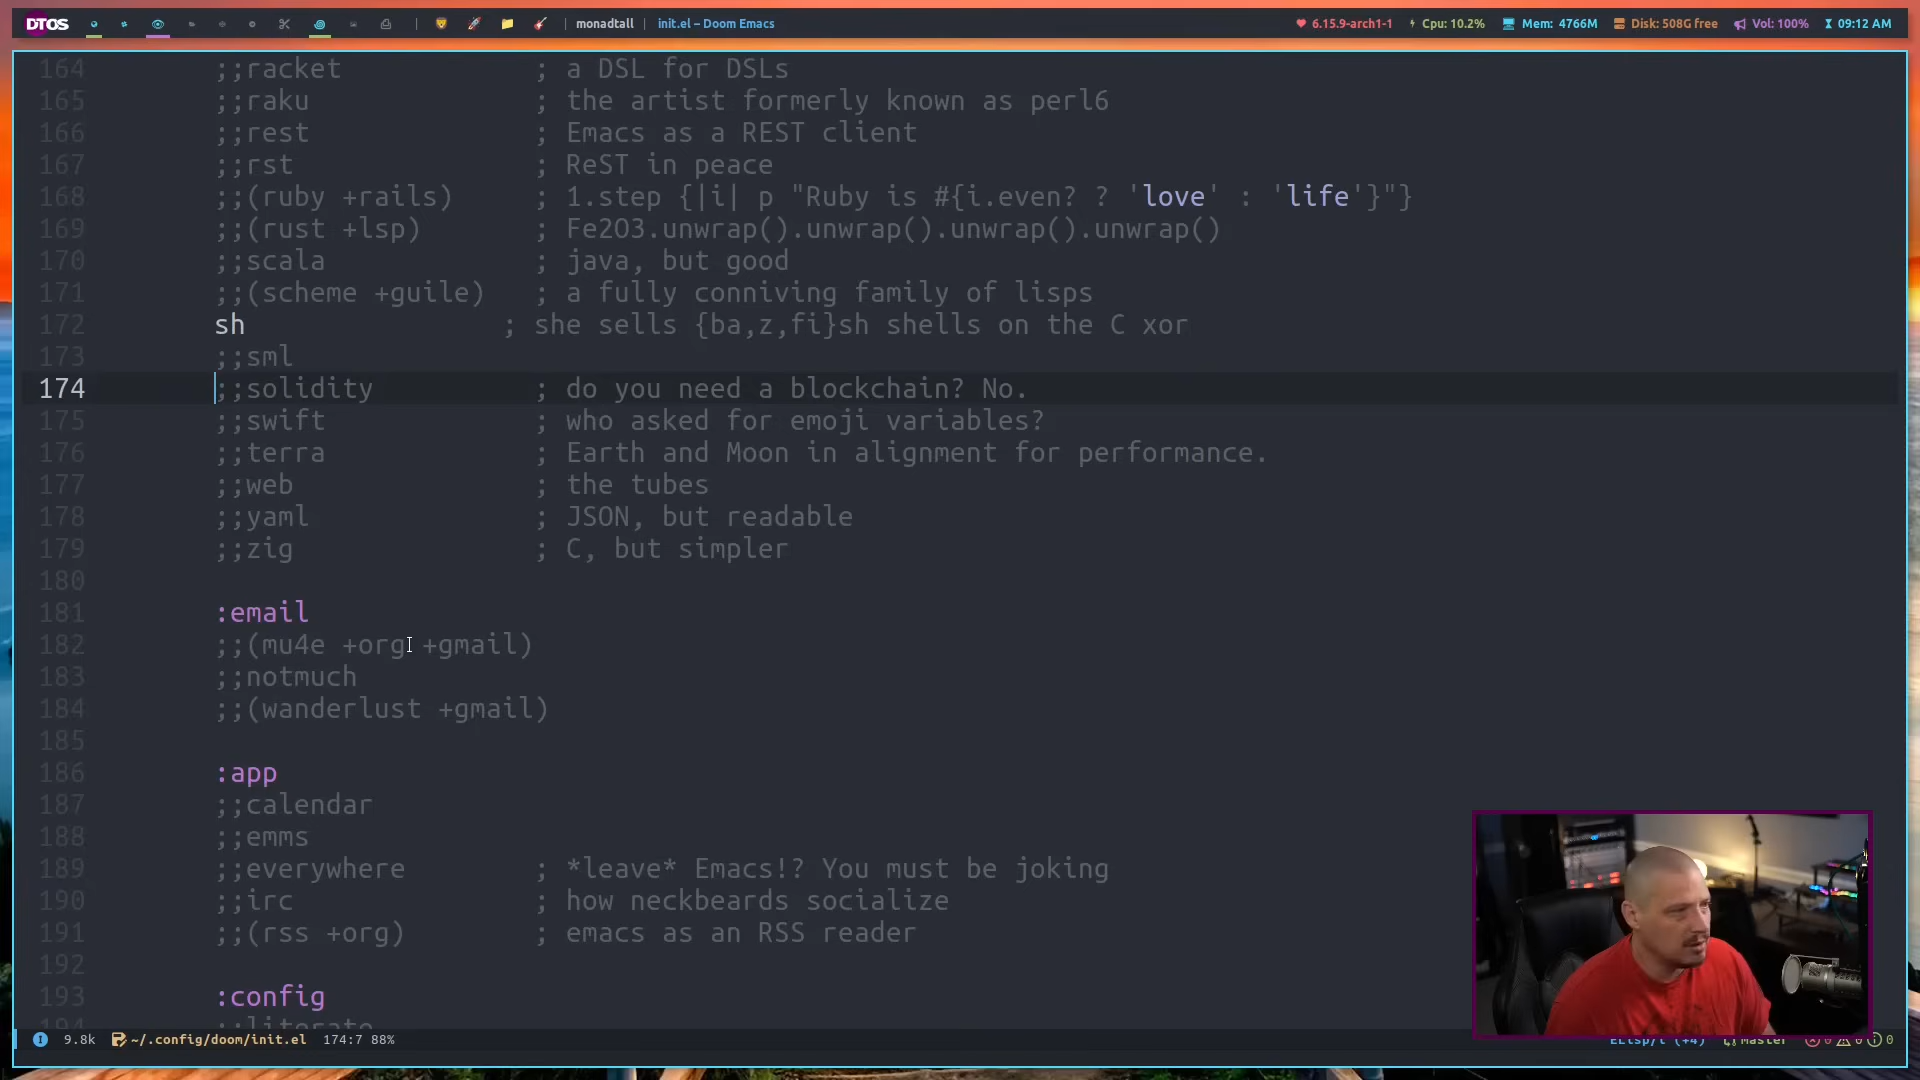 DTOS | monadtall | init.el – Doom Emacs 6.15.9-arch1-1 Cpu: 10.2% Mem: 4766M Disk: 508G free Vol: 100% 09:12 AM
164 ;;racket ; a DSL for DSLs
165 ;;raku ; the artist formerly known as perl6
166 ;;rest ; Emacs as a REST client
167 ;;rst ; ReST in peace
168 ;;(ruby +rails) ; 1.step {|i| p "Ruby is #{i.even? ? 'love' : 'life'}"}
169 ;;(rust +lsp) ; Fe2O3.unwrap().unwrap().unwrap().unwrap()
170 ;;scala ; java, but good
171 ;;(scheme +guile) ; a fully conniving family of lisps
172 sh ; she sells {ba,z,fi}sh shells on the C xor
173 ;;sml
174 ;;solidity ; do you need a blockchain? No.
175 ;;swift ; who asked for emoji variables?
176 ;;terra ; Earth and Moon in alignment for performance.
177 ;;web ; the tubes
178 ;;yaml ; JSON, but readable
179 ;;zig ; C, but simpler
180
181 :email
182 ;;(mu4e +org +gmail)
183 ;;notmuch
184 ;;(wanderlust +gmail)
185
186 :app
187 ;;calendar
188 ;;emms
189 ;;everywhere ; *leave* Emacs!? You must be joking
190 ;;irc ; how neckbeards socialize
191 ;;(rss +org) ; emacs as an RSS reader
192
193 :config
194 ;;literate
9.8k ~/.config/doom/init.el 174:7 88% ELisp/l (+4) Master 0 0 0